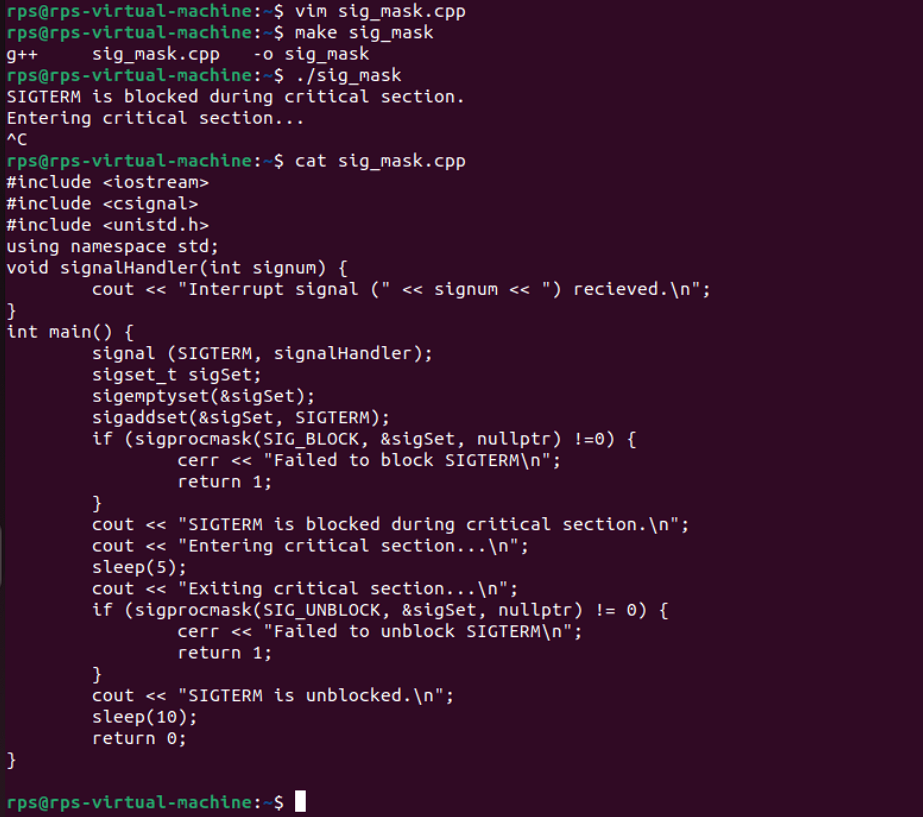 rps@rps-virtual-machine:~$ vim sig_mask.cpp
rps@rps-virtual-machine:~$ make sig_mask
g++     sig_mask.cpp   -o sig_mask
rps@rps-virtual-machine:~$ ./sig_mask
SIGTERM is blocked during critical section.
Entering critical section...
^C
rps@rps-virtual-machine:~$ cat sig_mask.cpp
#include <iostream>
#include <csignal>
#include <unistd.h>
using namespace std;
void signalHandler(int signum) {
        cout << "Interrupt signal (" << signum << ") recieved.\n";
}
int main() {
        signal (SIGTERM, signalHandler);
        sigset_t sigSet;
        sigemptyset(&sigSet);
        sigaddset(&sigSet, SIGTERM);
        if (sigprocmask(SIG_BLOCK, &sigSet, nullptr) !=0) {
                cerr << "Failed to block SIGTERM\n";
                return 1;
        }
        cout << "SIGTERM is blocked during critical section.\n";
        cout << "Entering critical section...\n";
        sleep(5);
        cout << "Exiting critical section...\n";
        if (sigprocmask(SIG_UNBLOCK, &sigSet, nullptr) != 0) {
                cerr << "Failed to unblock SIGTERM\n";
                return 1;
        }
        cout << "SIGTERM is unblocked.\n";
        sleep(10);
        return 0;
}
rps@rps-virtual-machine:~$